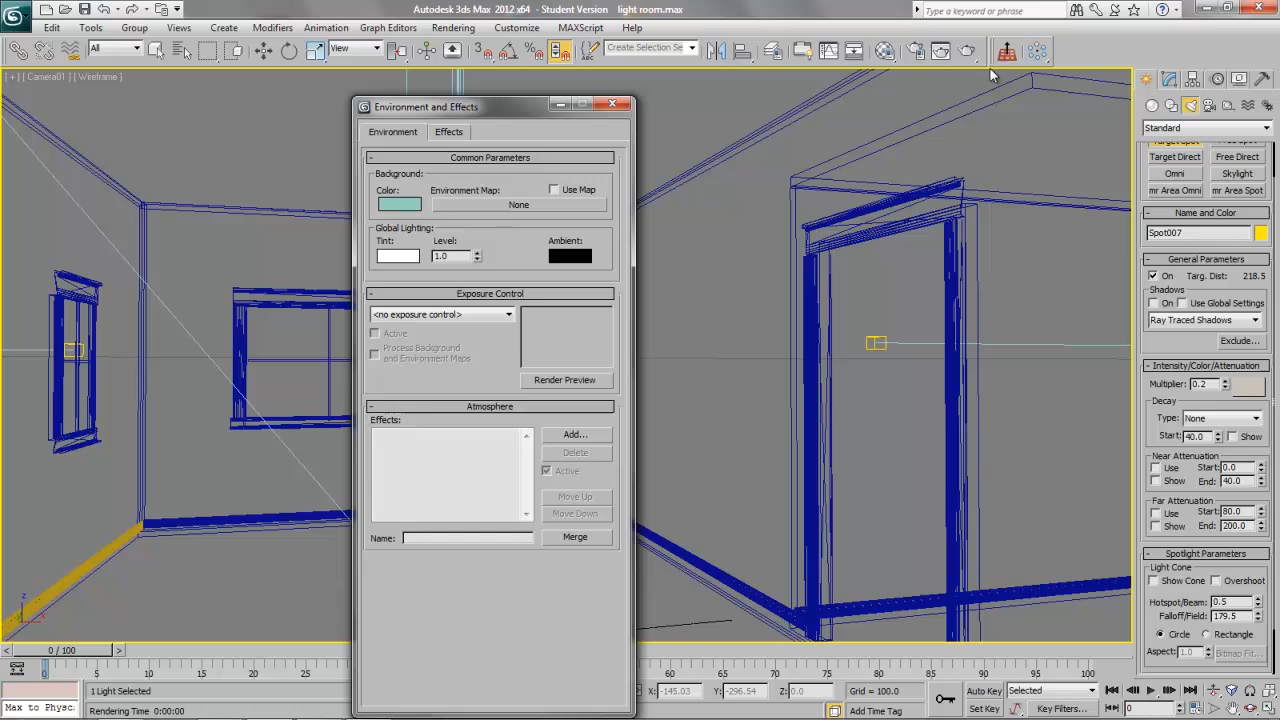 Autodesk 3ds Max 2012 x64 - Student Version light room.max
Type a keyword or phrase
Edit Tools Group Views Create Modifiers Animation Graph Editors Rendering Customize MAXScript Help
All View Create Selection Se
[ + ] [ Camera01 ] [ Wireframe ]
Environment and Effects
Environment Effects
- Common Parameters
Background:
Color: Environment Map: Use Map
None
Global Lighting:
Tint: Level: Ambient:
1.0
- Exposure Control
<no exposure control>
Active
Process Background
and Environment Maps
Render Preview
- Atmosphere
Effects:
Add...
Delete
Active
Move Up
Move Down
Name: Merge
Standard
Target Direct Free Direct
Omni Skylight
mr Area Omni mr Area Spot
- Name and Color
Spot007
- General Parameters
On Targ. Dist: 218.5
Shadows
On Use Global Settings
Ray Traced Shadows
Exclude...
- Intensity/Color/Attenuation
Multiplier: 0.2
Decay
Type: None
Start: 40.0 Show
Near Attenuation
Use Start: 0.0
Show End: 40.0
Far Attenuation
Use Start: 80.0
Show End: 200.0
- Spotlight Parameters
Light Cone
Show Cone Overshoot
Hotspot/Beam: 0.5
Falloff/Field: 179.5
Circle Rectangle
Aspect: 1.0 Bitmap Fit...
z
< 0 / 100 >
0 5 10 15 20 25 30 65 70 75 80 85 90 95 100
1 Light Selected X: -145.03 Y: -296.54 Z: 0.0 Grid = 100.0 Auto Key Selected
Max to Physc. Rendering Time 0:00:00 Add Time Tag Set Key Key Filters... 0